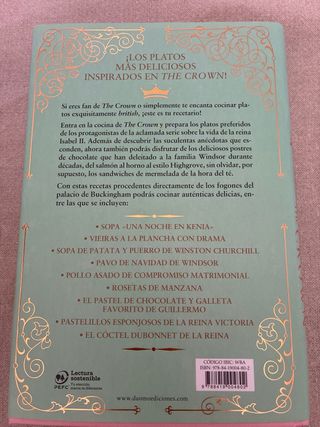 ¡LOS PLATOS
MÁS DELICIOSOS
INSPIRADOS EN THE CROWN!
Si eres fan de The Crown o simplemente te encanta cocinar pla-
tos exquisitamente british, ¡este es tu recetario!
Entra en la cocina de The Crown y prepara los platos preferidos
de los protagonistas de la aclamada serie sobre la vida de la reina
Isabel II. Además de descubrir las suculentas anécdotas que es-
conden, ahora también podrás disfrutar de los deliciosos postres
de chocolate que han deleitado a la familia Windsor durante
décadas, del salmón al horno al estilo Highgrove, sin olvidar, por
supuesto, los sandwiches de mermelada de la hora del té.
Con estas recetas procedentes directamente de los fogones del
palacio de Buckingham podrás cocinar auténticas delicias, en-
tre las que se incluyen:
• SOPA «UNA NOCHE EN KENIA»
• VIEIRAS A LA PLANCHA CON DRAMA
• SOPA DE PATATA Y PUERRO DE WINSTON CHURCHILL
• PAVO DE NAVIDAD DE WINDSOR
• POLLO ASADO DE COMPROMISO MATRIMONIAL
• ROSETAS DE MANZANA
• EL PASTEL DE CHOCOLATE Y GALLETA
FAVORITO DE GUILLERMO
• PASTELILLOS ESPONJOSOS DE LA REINA VICTORIA
• EL CÓCTEL DUBONNET DE LA REINA
PEFC
Lectura
sostenible
CÓDIGO IBIC: WBA
ISBN: 978-84-19004-80-2
9 788419 004802
www.duomoediciones.com